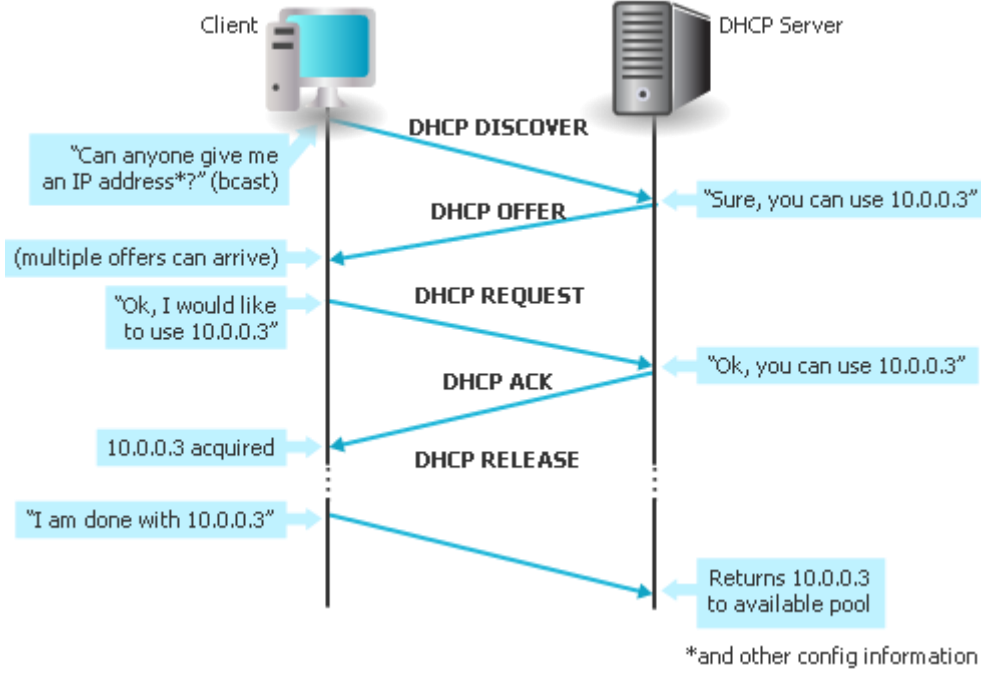 Client
DHCP Server
DHCP DISCOVER
“Can anyone give me
an IP address*?” (bcast)
“Sure, you can use 10.0.0.3”
DHCP OFFER
(multiple offers can arrive)
DHCP REQUEST
“Ok, I would like
to use 10.0.0.3”
“Ok, you can use 10.0.0.3”
DHCP ACK
10.0.0.3 acquired
DHCP RELEASE
“I am done with 10.0.0.3”
Returns 10.0.0.3
to available pool
*and other config information